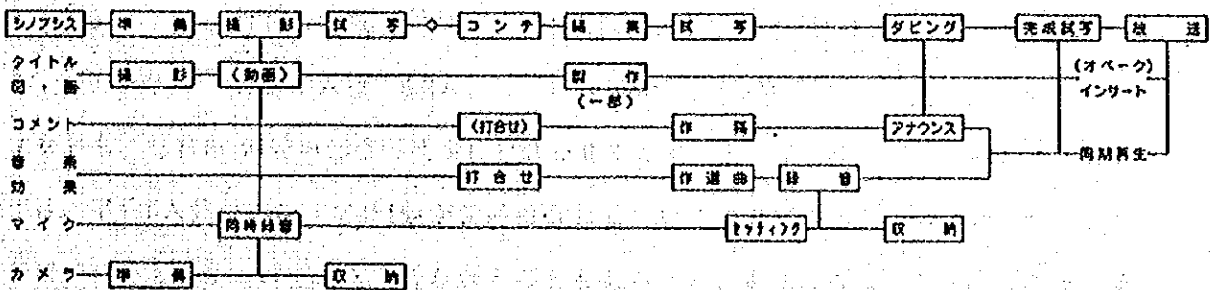 シノプシス 準備 撮影 試写 コンテ 編集 試写 ダビング 完成試写 放送
タイトル
図・画 撮影 (動画) 製作 (オペーク)
(一部) インサート
コメント (打合せ) 作稿 アナウンス
同期再生
音楽
効果 打合せ 作選曲 録音
マイク 同時録音 セッティング 収納
カメラ 準備 収納